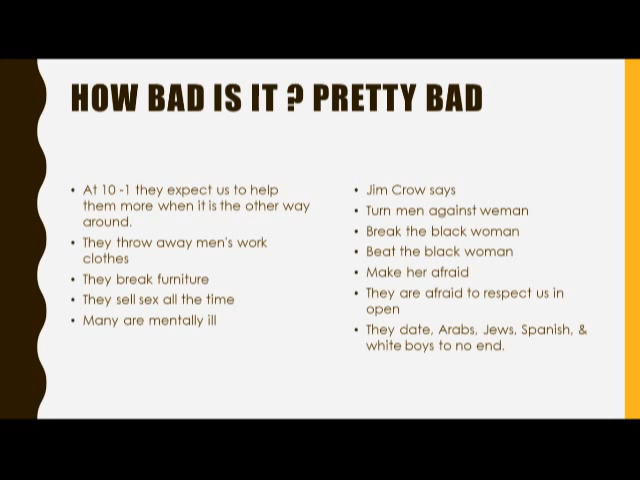 HOW BAD IS IT ? PRETTY BAD
• At 10 -1 they expect us to help
them more when it is the other way
around.
• They throw away men's work
clothes
• They break furniture
• They sell sex all the time
• Many are mentally ill
• Jim Crow says
• Turn men against weman
• Break the black woman
• Beat the black woman
• Make her afraid
• They are afraid to respect us in
open
• They date, Arabs, Jews, Spanish, &
white boys to no end.